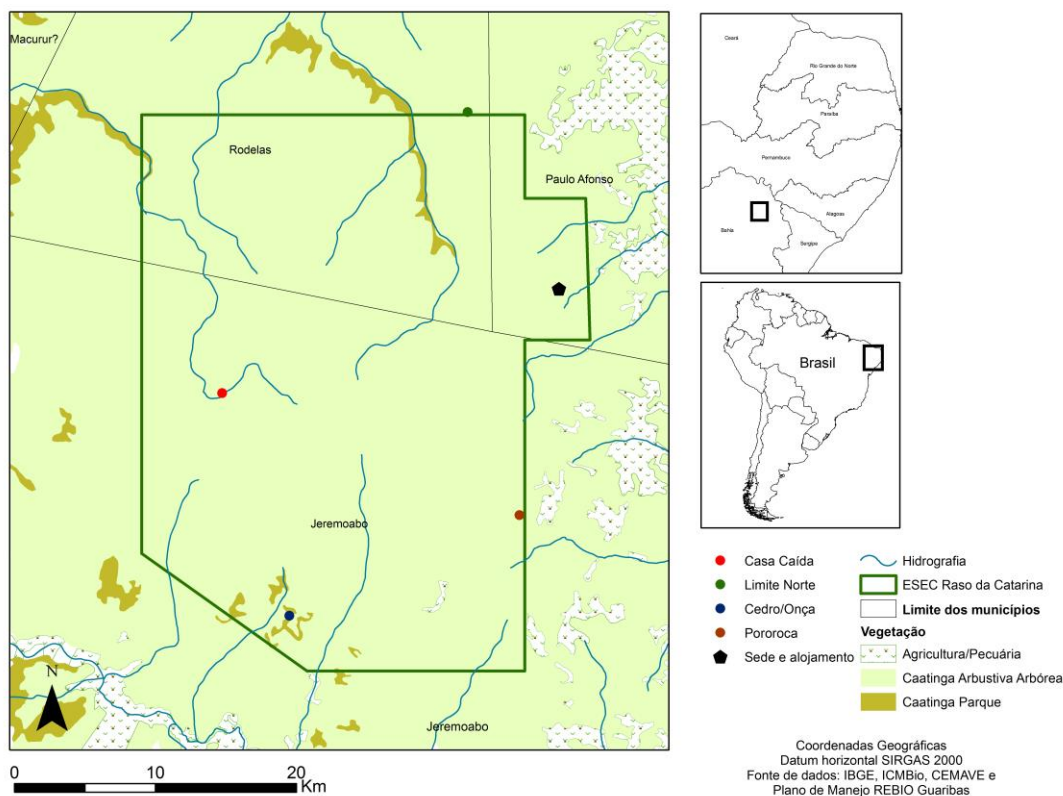 Macurur?
Rodelas
Paulo Afonso
Jeremoabo
Jeremoabo
N
0 10 20
Km
Ceará
Rio Grande do Norte
Paraíba
Pernambuco
Alagoas
Bahia
Sergipe
Brasil
Casa Caída
Limite Norte
Cedro/Onça
Pororoca
Sede e alojamento
Hidrografia
ESEC Raso da Catarina
Limite dos municípios
Vegetação
Agricultura/Pecuária
Caatinga Arbustiva Arbórea
Caatinga Parque
Coordenadas Geográficas
Datum horizontal SIRGAS 2000
Fonte de dados: IBGE, ICMBio, CEMAVE e
Plano de Manejo REBIO Guaribas